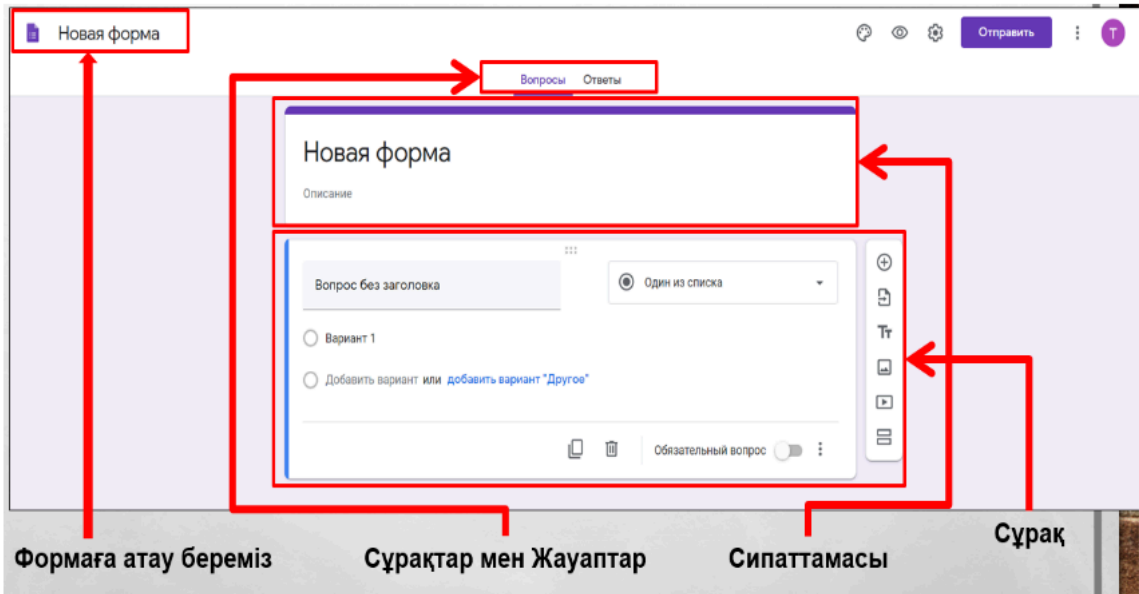 Новая форма
Отправить
Т
Вопросы Ответы
Новая форма
Описание
Вопрос без заголовка
Один из списка
Вариант 1
Добавить вариант или добавить вариант "Другое"
Tт
Обязательный вопрос
Формаға атау береміз
Сұрақтар мен Жауаптар
Сипаттамасы
Сұрақ